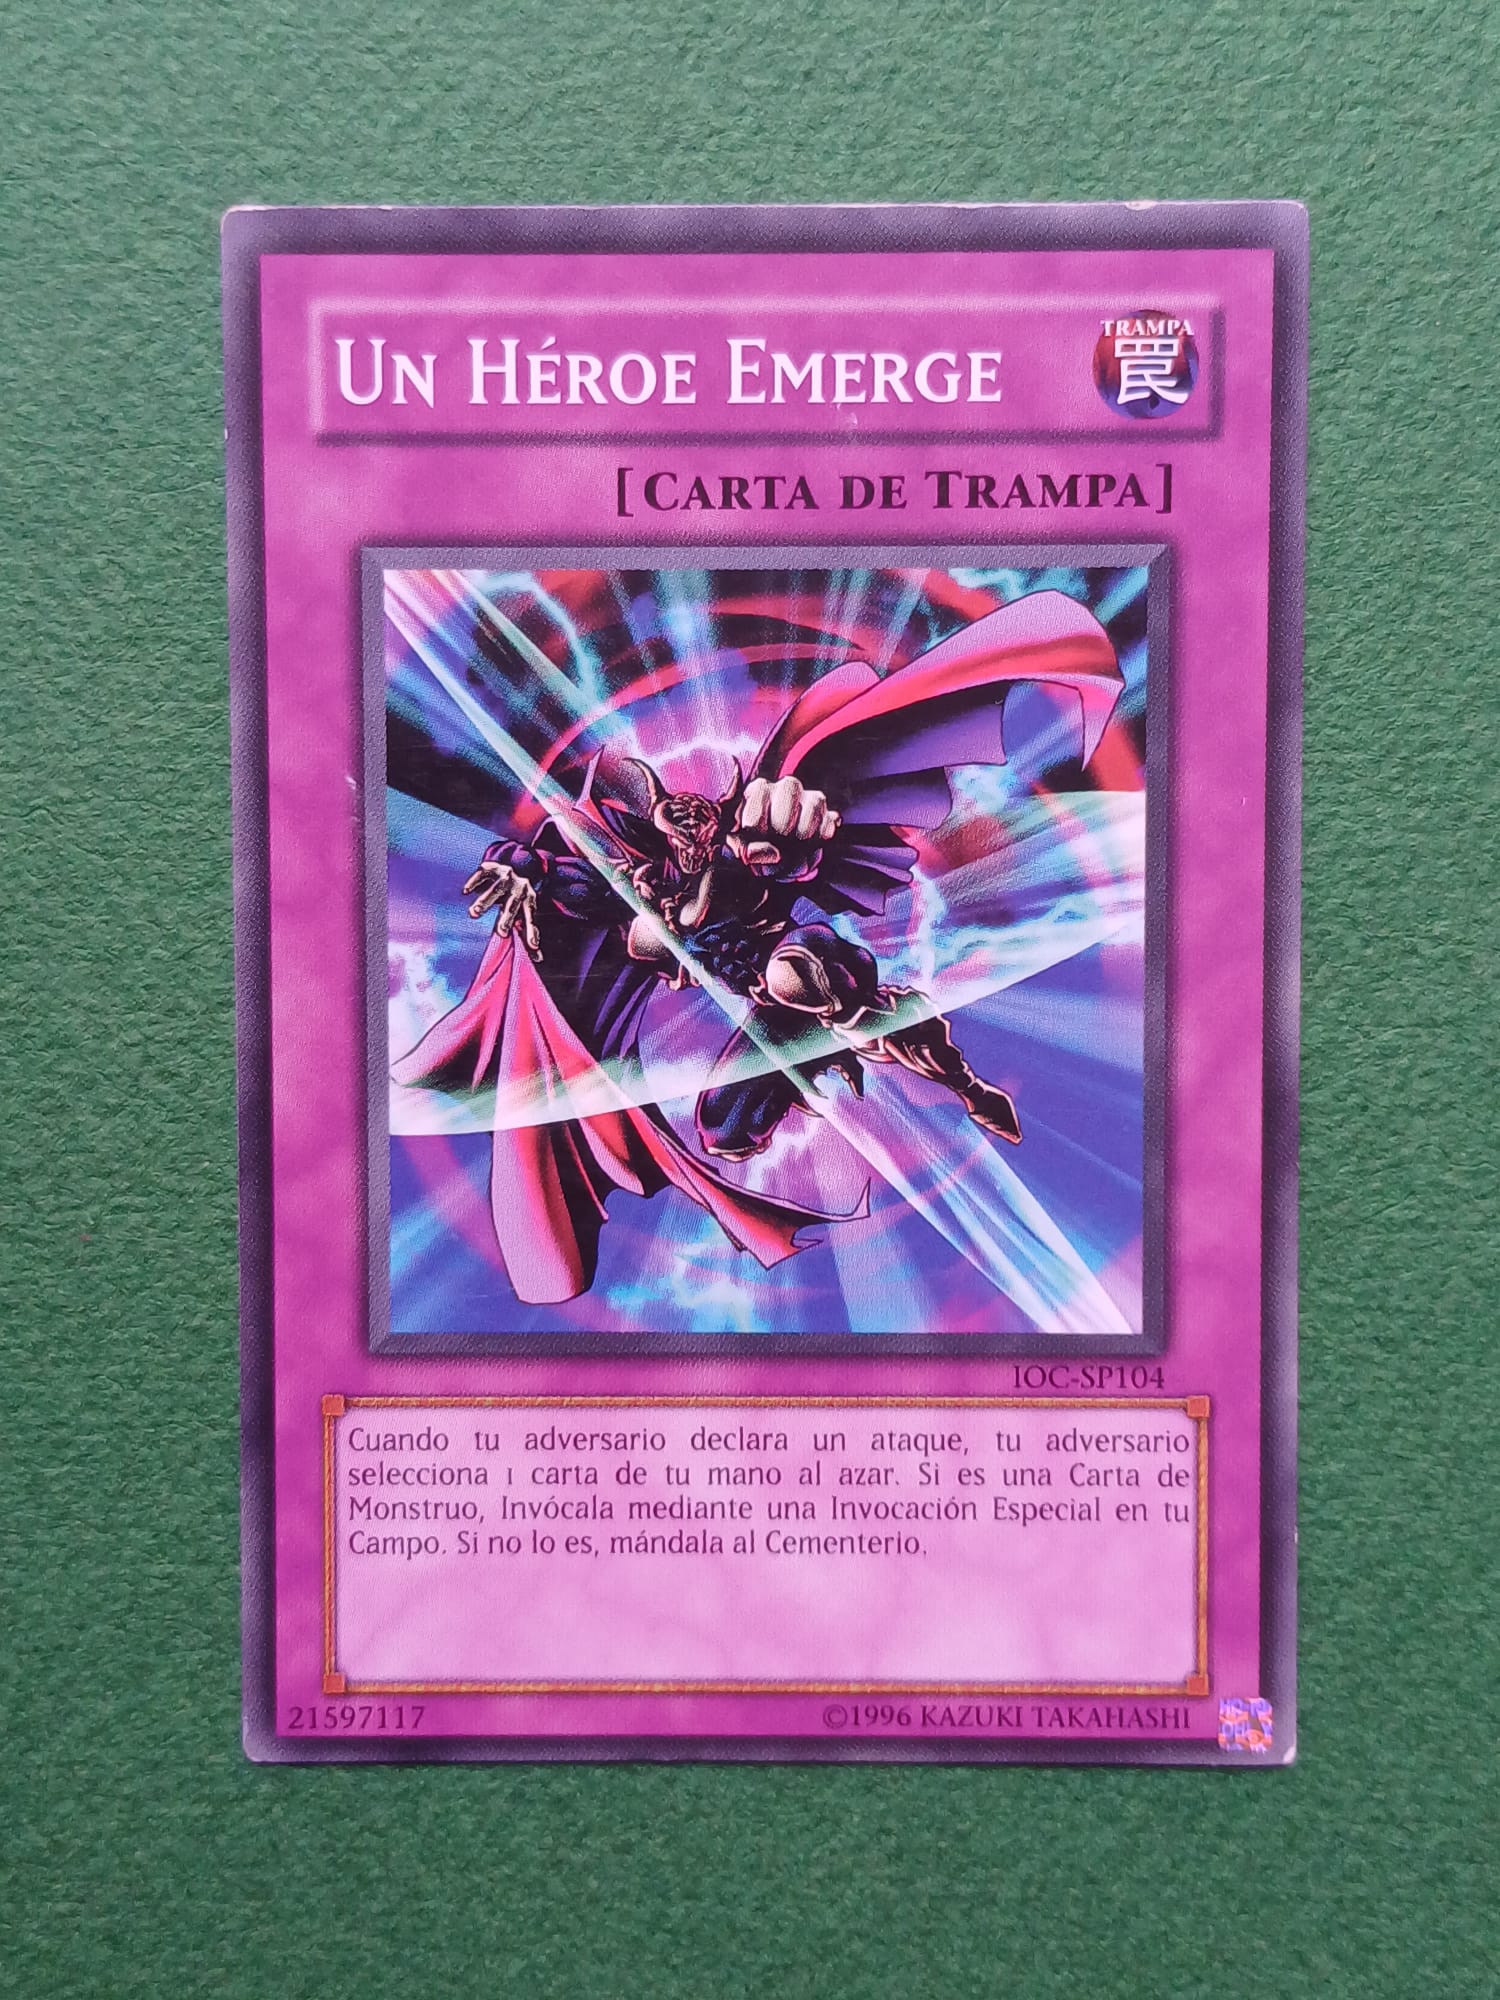 Un Héroe Emerge
TRAMPA
罠
[Carta de Trampa]
IOC-SP104
Cuando tu adversario declara un ataque, tu adversario
selecciona 1 carta de tu mano al azar. Si es una Carta de
Monstruo, Invócala mediante una Invocación Especial en tu
Campo. Si no lo es, mándala al Cementerio.
21597117
©1996 KAZUKI TAKAHASHI